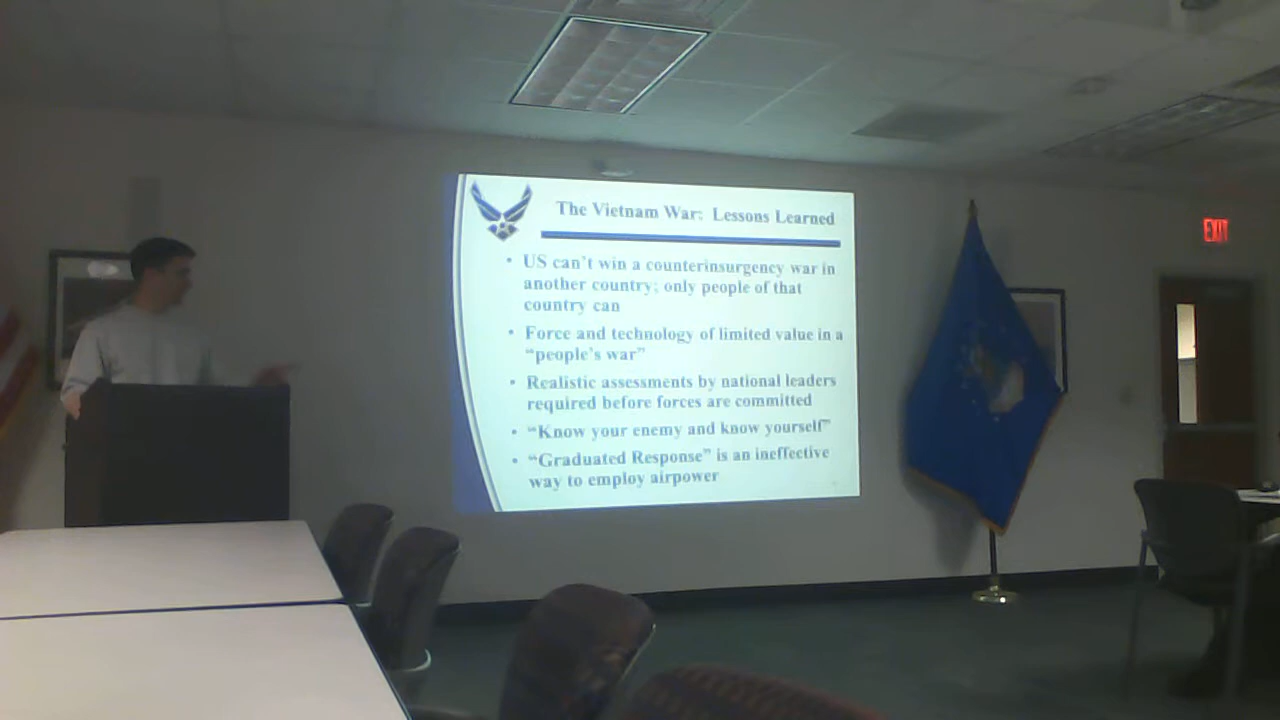 The Vietnam War: Lessons Learned
• US can't win a counterinsurgency war in
another country; only people of that
country can
• Force and technology of limited value in a
"people's war"
• Realistic assessments by national leaders
required before forces are committed
• "Know your enemy and know yourself"
• "Graduated Response" is an ineffective
way to employ airpower
EXIT